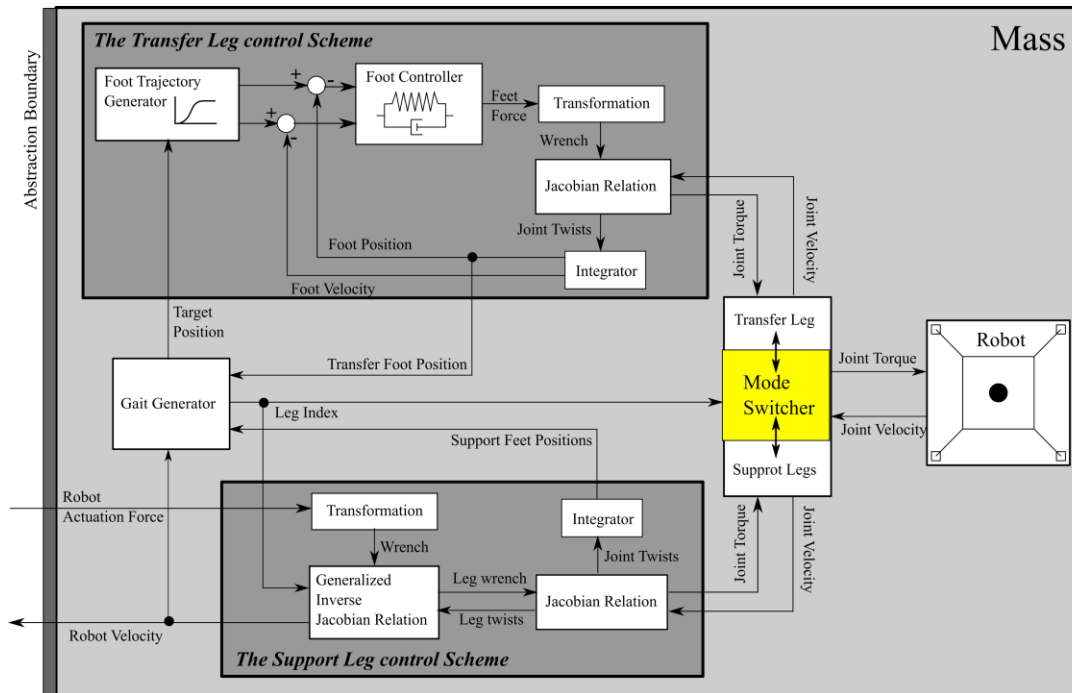 Mass
Abstraction Boundary
The Transfer Leg control Scheme
Foot Trajectory
Generator
+
-
+
-
Foot Controller
Feet
Force
Transformation
Wrench
Jacobian Relation
Joint Twists
Integrator
Foot Position
Foot Velocity
Joint Torque
Joint Velocity
Target
Position
Transfer Foot Position
Gait Generator
Leg Index
Support Feet Positions
Transfer Leg
Mode
Switcher
Supprot Legs
Joint Torque
Joint Velocity
Robot
Robot
Actuation Force
Transformation
Wrench
Generalized
Inverse
Jacobian Relation
Leg wrench
Leg twists
Integrator
Joint Twists
Jacobian Relation
Joint Torque
Joint Velocity
Robot Velocity
The Support Leg control Scheme